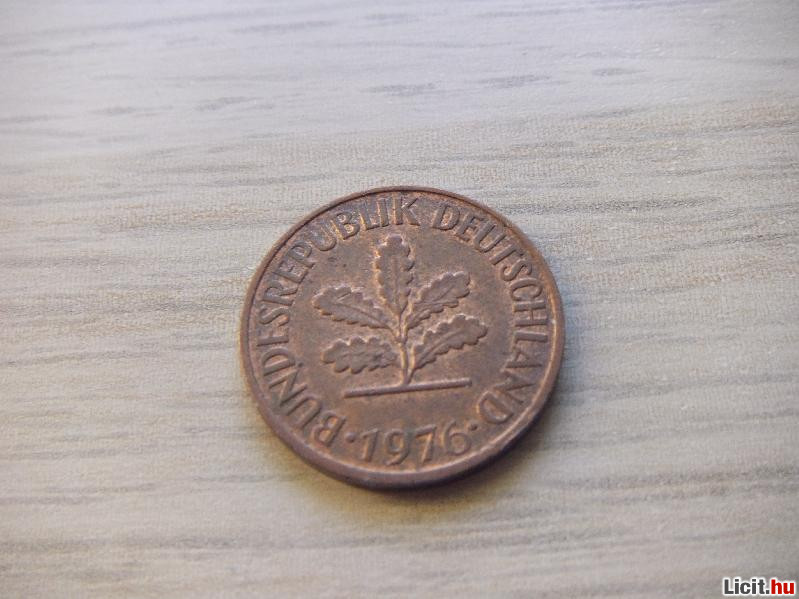 BUNDESREPUBLIK DEUTSCHLAND
· 1976 ·
Licit.hu